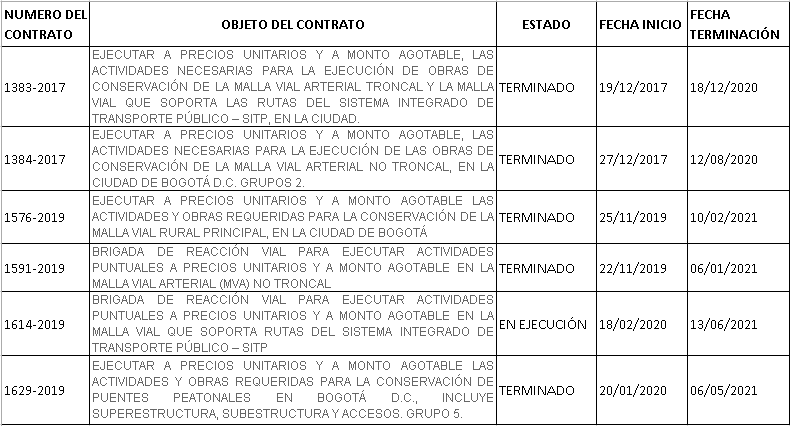 NUMERO DEL CONTRATO OBJETO DEL CONTRATO ESTADO FECHA INICIO FECHA TERMINACIÓN
1383-2017
EJECUTAR A PRECIOS UNITARIOS Y A MONTO AGOTABLE, LAS
ACTIVIDADES NECESARIAS PARA LA EJECUCIÓN DE OBRAS DE
CONSERVACIÓN DE LA MALLA VIAL ARTERIAL TRONCAL Y LA MALLA
VIAL QUE SOPORTA LAS RUTAS DEL SISTEMA INTEGRADO DE
TRANSPORTE PÚBLICO – SITP, EN LA CIUDAD.
TERMINADO 19/12/2017 18/12/2020
1384-2017
EJECUTAR A PRECIOS UNITARIOS Y A MONTO AGOTABLE, LAS
ACTIVIDADES NECESARIAS PARA LA EJECUCIÓN DE LAS OBRAS DE
CONSERVACIÓN DE LA MALLA VIAL ARTERIAL NO TRONCAL, EN LA
CIUDAD DE BOGOTÁ D.C. GRUPOS 2.
TERMINADO 27/12/2017 12/08/2020
1576-2019
EJECUTAR A PRECIOS UNITARIOS Y A MONTO AGOTABLE LAS
ACTIVIDADES Y OBRAS REQUERIDAS PARA LA CONSERVACIÓN DE LA
MALLA VIAL RURAL PRINCIPAL, EN LA CIUDAD DE BOGOTÁ
TERMINADO 25/11/2019 10/02/2021
1591-2019
BRIGADA DE REACCIÓN VIAL PARA EJECUTAR ACTIVIDADES
PUNTUALES A PRECIOS UNITARIOS Y A MONTO AGOTABLE EN LA
MALLA VIAL ARTERIAL (MVA) NO TRONCAL
TERMINADO 22/11/2019 06/01/2021
1614-2019
BRIGADA DE REACCIÓN VIAL PARA EJECUTAR ACTIVIDADES
PUNTUALES A PRECIOS UNITARIOS Y A MONTO AGOTABLE EN LA
MALLA VIAL QUE SOPORTA RUTAS DEL SISTEMA INTEGRADO DE
TRANSPORTE PÚBLICO – SITP
EN EJECUCIÓN 18/02/2020 13/06/2021
1629-2019
EJECUTAR A PRECIOS UNITARIOS Y A MONTO AGOTABLE LAS
ACTIVIDADES Y OBRAS REQUERIDAS PARA LA CONSERVACIÓN DE
PUENTES PEATONALES EN BOGOTÁ D.C., INCLUYE
SUPERESTRUCTURA, SUBESTRUCTURA Y ACCESOS. GRUPO 5.
TERMINADO 20/01/2020 06/05/2021